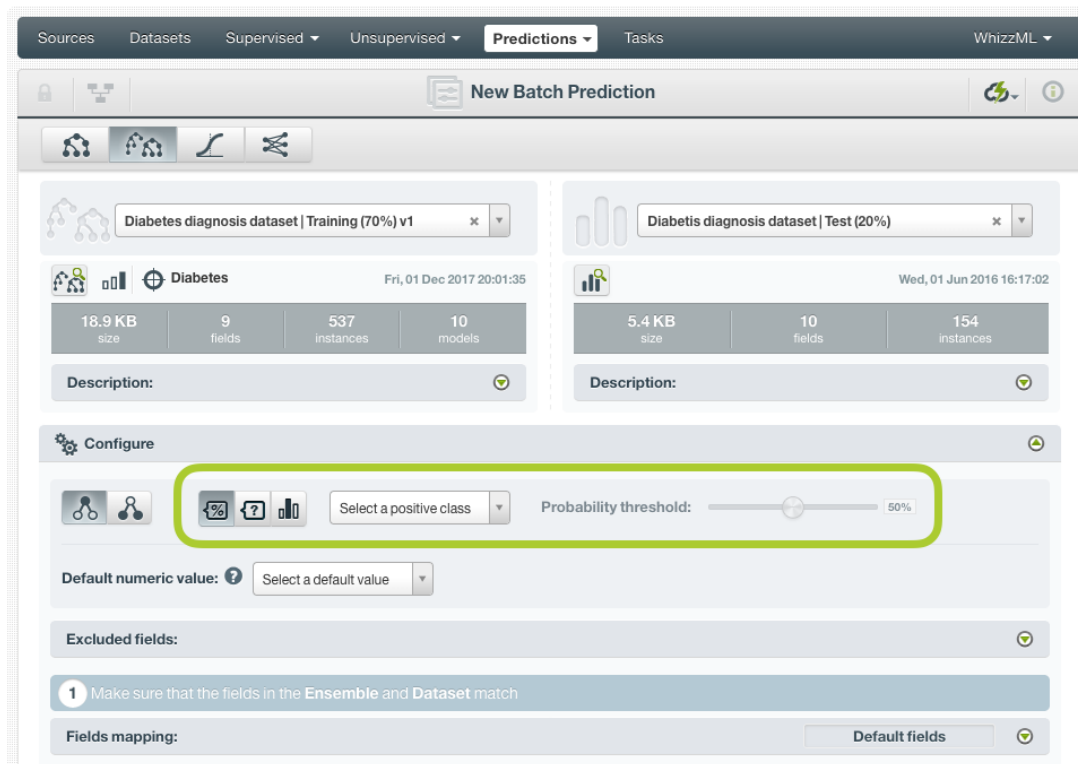 Sources Datasets Supervised Unsupervised Predictions Tasks WhizzML
New Batch Prediction
Diabetes diagnosis dataset | Training (70%) v1
Diabetis diagnosis dataset | Test (20%)
Diabetes Fri, 01 Dec 2017 20:01:35
Wed, 01 Jun 2016 16:17:02
18.9 KB 9 537 10
size fields instances models
5.4 KB 10 154
size fields instances
Description:
Description:
Configure
Select a positive class Probability threshold: 50%
Default numeric value: ? Select a default value
Excluded fields:
1 Make sure that the fields in the Ensemble and Dataset match
Fields mapping: Default fields